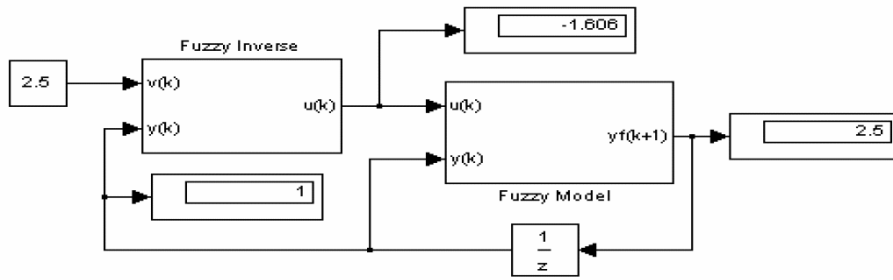 -1.606
Fuzzy Inverse
2.5
v(k)
u(k)
y(k)
u(k)
y(k)
yf(k+1)
2.5
1
Fuzzy Model
1
z